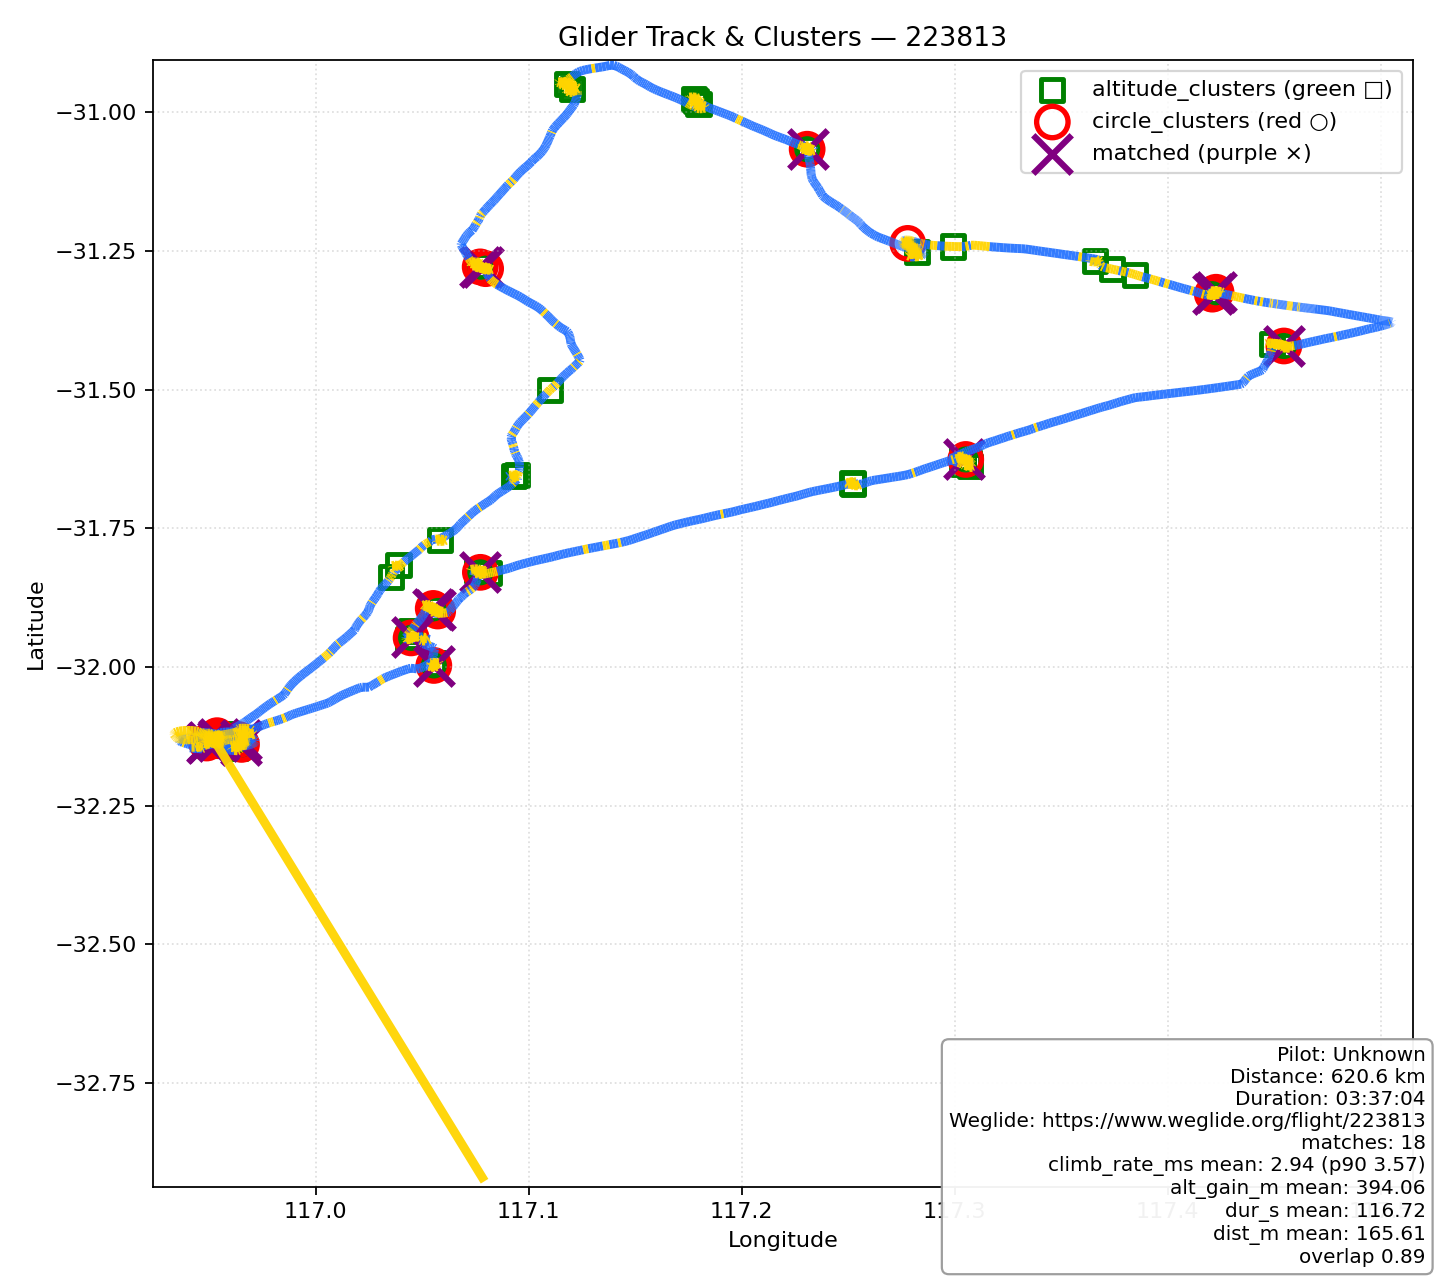 Glider Track & Clusters — 223813
altitude_clusters (green □)
circle_clusters (red ○)
matched (purple ×)
Latitude
−31.00
−31.25
−31.50
−31.75
−32.00
−32.25
−32.50
−32.75
117.0
117.1
117.2
117.3
117.4
Longitude
Pilot: Unknown
Distance: 620.6 km
Duration: 03:37:04
Weglide: https://www.weglide.org/flight/223813
matches: 18
climb_rate_ms mean: 2.94 (p90 3.57)
alt_gain_m mean: 394.06
dur_s mean: 116.72
dist_m mean: 165.61
overlap 0.89